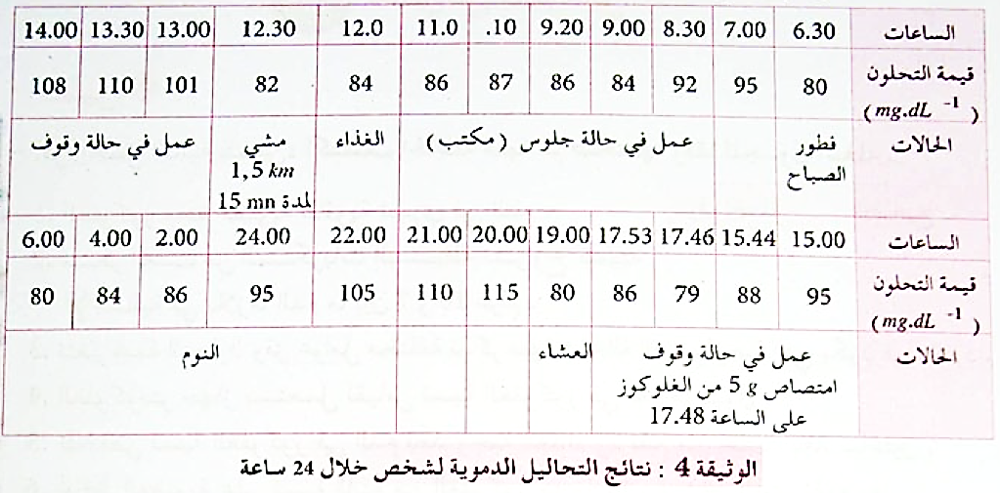 الساعات 6.30 7.00 8.30 9.00 9.20 .10 11.0 12.0 12.30 13.00 13.30 14.00
قيمة التحلون (mg.dL⁻¹) 80 95 92 84 86 87 86 84 82 101 110 108
الحالات
فطور الصباح
عمل في حالة جلوس (مكتب)
الغذاء
مشي
1,5 km
لمدة 15 mn
عمل في حالة وقوف
الساعات 15.00 15.44 17.46 17.53 19.00 20.00 21.00 22.00 24.00 2.00 4.00 6.00
قيمة التحلون (mg.dL⁻¹) 95 88 79 86 80 115 110 105 95 86 84 80
الحالات
عمل في حالة وقوف
امتصاص 5 g من الغلوكوز
على الساعة 17.48
العشاء
النوم
الوثيقة 4 : نتائج التحاليل الدموية لشخص خلال 24 ساعة